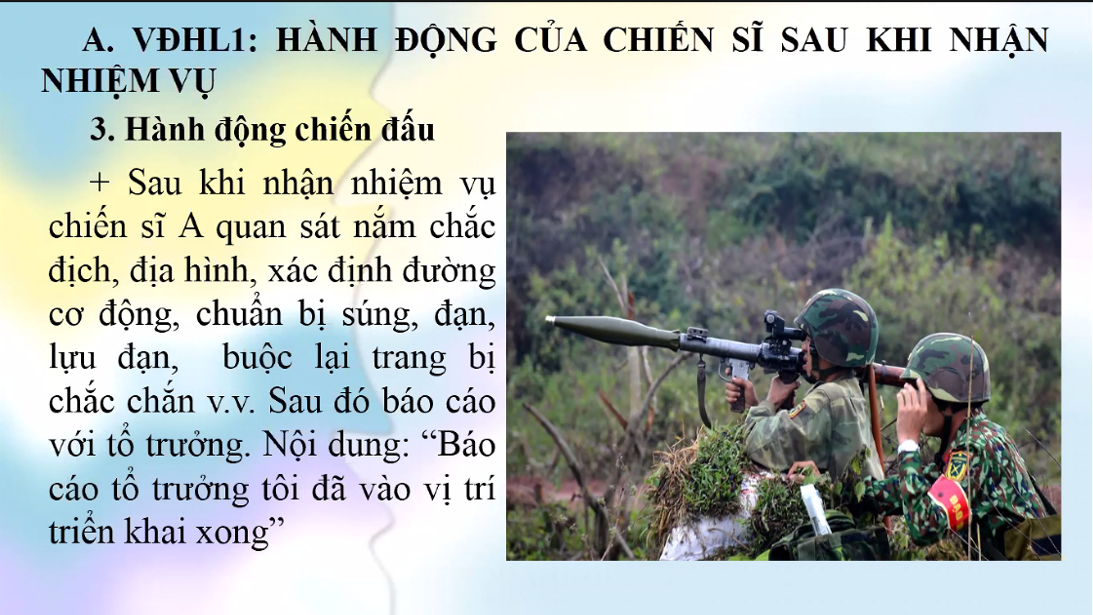 A. VĐHL1: HÀNH ĐỘNG CỦA CHIẾN SĨ SAU KHI NHẬN
NHIỆM VỤ
3. Hành động chiến đấu
+ Sau khi nhận nhiệm vụ
chiến sĩ A quan sát nắm chắc
địch, địa hình, xác định đường
cơ động, chuẩn bị súng, đạn,
lựu đạn, buộc lại trang bị
chắc chắn v.v. Sau đó báo cáo
với tổ trưởng. Nội dung: “Báo
cáo tổ trưởng tôi đã vào vị trí
triển khai xong”